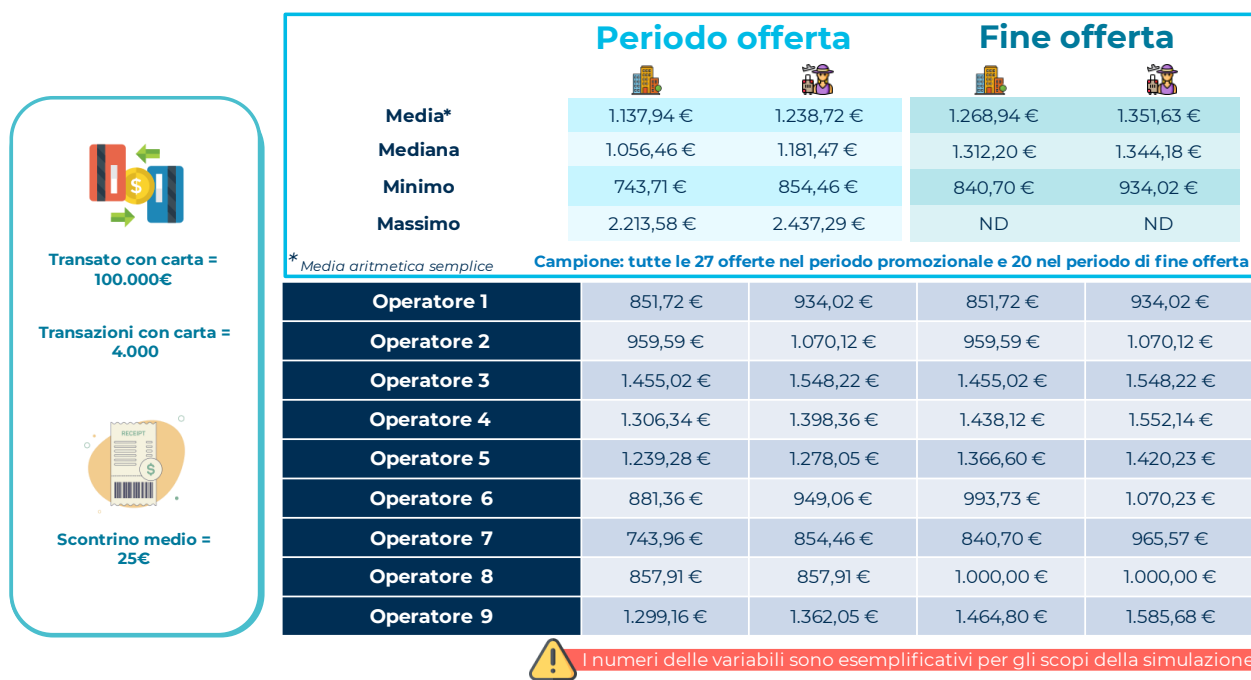 Periodo offerta Fine offerta
Media* 1.137,94 € 1.238,72 € 1.268,94 € 1.351,63 €
Mediana 1.056,46 € 1.181,47 € 1.312,20 € 1.344,18 €
Minimo 743,71 € 854,46 € 840,70 € 934,02 €
Massimo 2.213,58 € 2.437,29 € ND ND
* Media aritmetica semplice
Campione: tutte le 27 offerte nel periodo promozionale e 20 nel periodo di fine offerta
$
Transato con carta =
100.000€
Transazioni con carta =
4.000
RECEIPT
$
Scontrino medio =
25€
Operatore 1 851,72 € 934,02 € 851,72 € 934,02 €
Operatore 2 959,59 € 1.070,12 € 959,59 € 1.070,12 €
Operatore 3 1.455,02 € 1.548,22 € 1.455,02 € 1.548,22 €
Operatore 4 1.306,34 € 1.398,36 € 1.438,12 € 1.552,14 €
Operatore 5 1.239,28 € 1.278,05 € 1.366,60 € 1.420,23 €
Operatore 6 881,36 € 949,06 € 993,73 € 1.070,23 €
Operatore 7 743,96 € 854,46 € 840,70 € 965,57 €
Operatore 8 857,91 € 857,91 € 1.000,00 € 1.000,00 €
Operatore 9 1.299,16 € 1.362,05 € 1.464,80 € 1.585,68 €
! I numeri delle variabili sono esemplificativi per gli scopi della simulazione